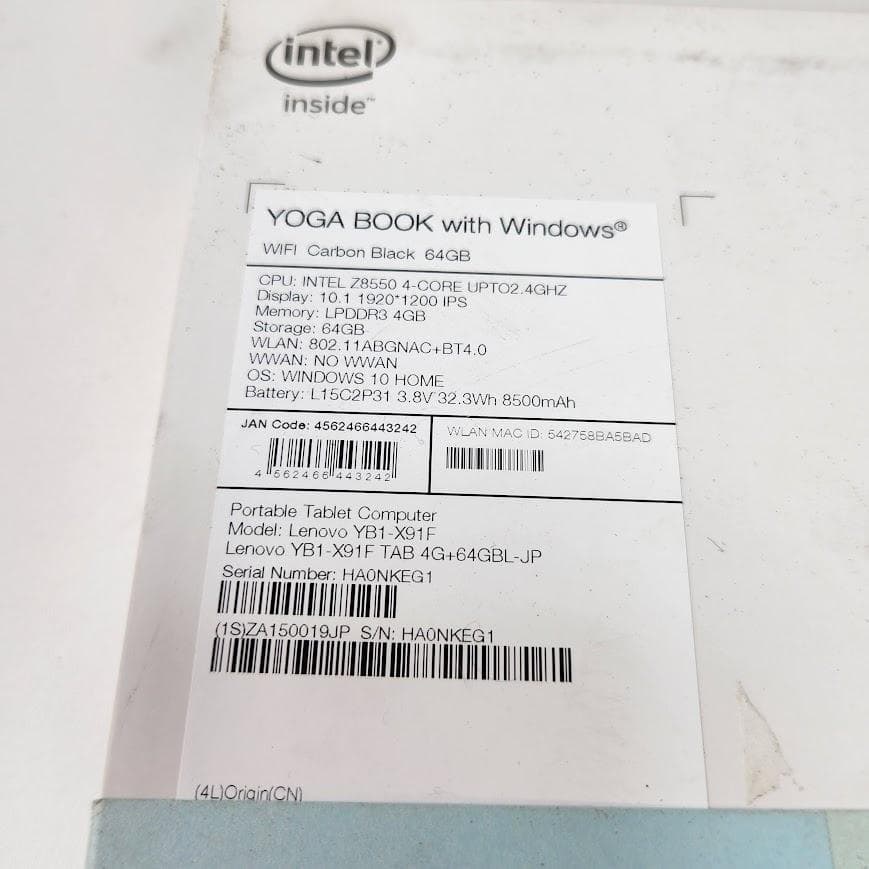 intel
inside™
YOGA BOOK with Windows®
WIFI Carbon Black 64GB
CPU: INTEL Z8550 4-CORE UPTO2.4GHZ
Display: 10.1 1920*1200 IPS
Memory: LPDDR3 4GB
Storage: 64GB
WLAN: 802.11ABGNAC+BT4.0
WWAN: NO WWAN
OS: WINDOWS 10 HOME
Battery: L15C2P31 3.8V 32.3Wh 8500mAh
JAN Code: 4562466443242
4 562466 443242
WLAN MAC ID: 542758BA5BAD
Portable Tablet Computer
Model: Lenovo YB1-X91F
Lenovo YB1-X91F TAB 4G+64GBL-JP
Serial Number: HA0NKEG1
(1S)ZA150019JP S/N: HA0NKEG1
(4L)Origin(CN)